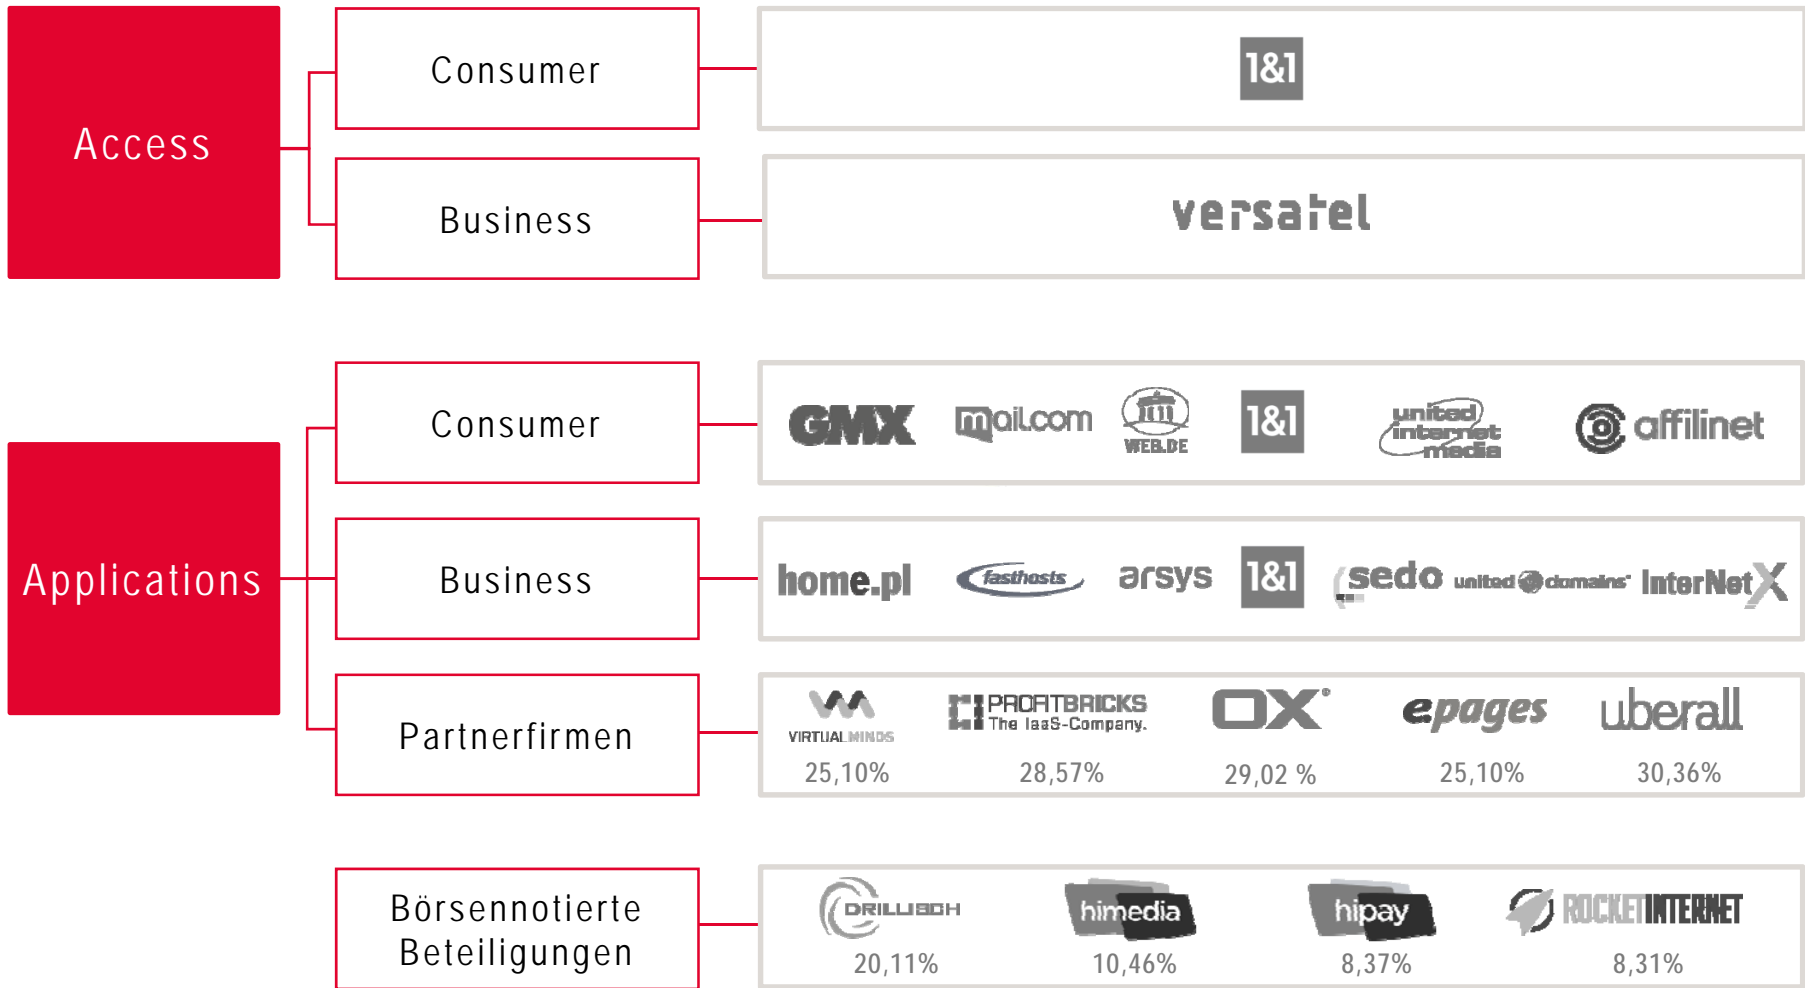 Access
Consumer
1&1
Business
versatel
Applications
Consumer
GMX
mail.com
WEB.DE
1&1
united
internet
media
affilinet
Business
home.pl
fasthosts
arsys
1&1
sedo
united domains
InterNetX
Partnerfirmen
VIRTUAL MINDS
25,10%
PROFITBRICKS
The IaaS-Company.
28,57%
OX®
29,02 %
epages
25,10%
uberall
30,36%
Börsennotierte
Beteiligungen
DRILLISCH
20,11%
himedia
10,46%
hipay
8,37%
ROCKET INTERNET
8,31%